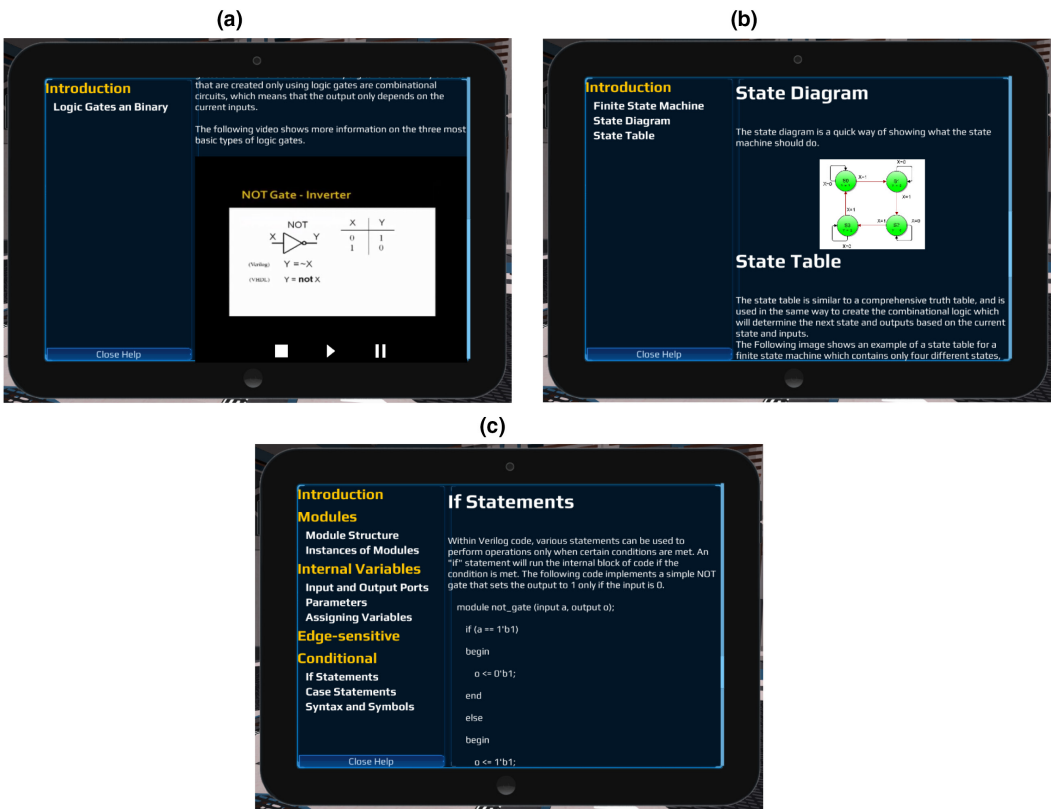 (a)
Introduction
Logic Gates an Binary
that are created only using logic gates are combinational
circuits, which means that the output only depends on the
current inputs.
The following video shows more information on the three most
basic types of logic gates.
NOT Gate - Inverter
NOT
X Y
X Y
0 1
1 0
(Verilog) Y = ~X
(VHDL) Y = not X
Close Help
(b)
Introduction
Finite State Machine
State Diagram
State Table
State Diagram
The state diagram is a quick way of showing what the state
machine should do.
X=0
X=0
S0
X=1
X=1
X=1
S3
X=1
X=0
X=0
State Table
The state table is similar to a comprehensive truth table, and is
used in the same way to create the combinational logic which
will determine the next state and outputs based on the current
state and inputs.
The Following image shows an example of a state table for a
finite state machine which contains only four different states,
Close Help
(c)
Introduction
Modules
Module Structure
Instances of Modules
Internal Variables
Input and Output Ports
Parameters
Assigning Variables
Edge-sensitive
Conditional
If Statements
Case Statements
Syntax and Symbols
Close Help
If Statements
Within Verilog code, various statements can be used to
perform operations only when certain conditions are met. An
"if" statement will run the internal block of code if the
condition is met. The following code implements a simple NOT
gate that sets the output to 1 only if the input is 0.
module not_gate (input a, output o);
if (a == 1'b1)
begin
o <= 0'b1;
end
else
begin
o <= 1'b1;